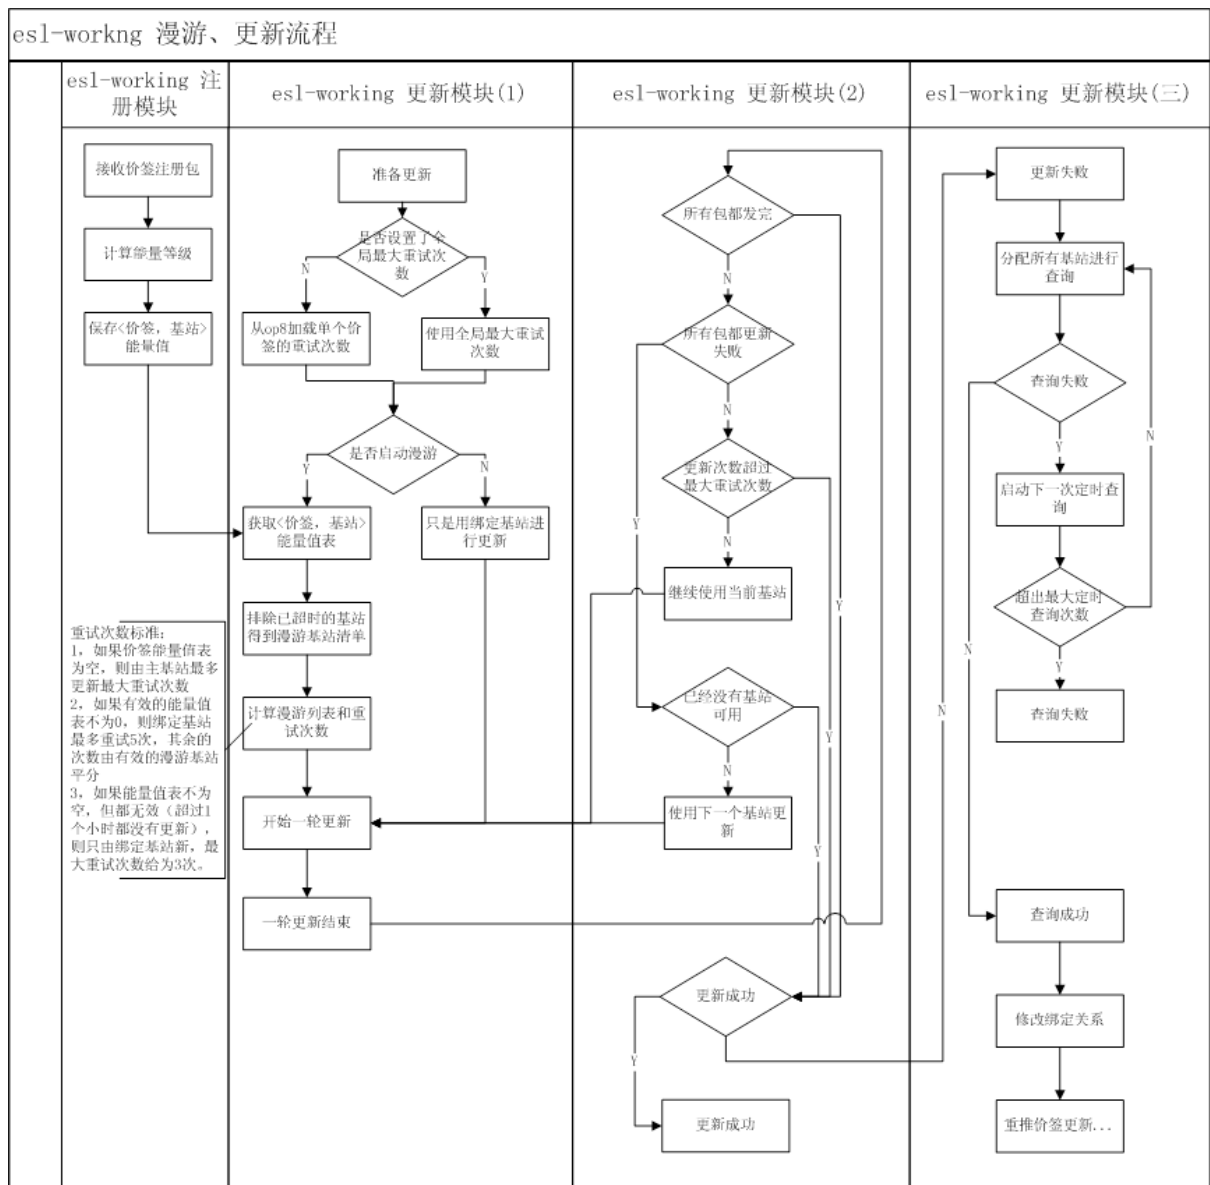 esl-workng 漫游、更新流程
esl-working 注
册模块
esl-working 更新模块(1)
esl-working 更新模块(2)
esl-working 更新模块(三)
接收价签注册包
计算能量等级
保存<价签，基站>
能量值
重试次数标准：
1，如果价签能量值表
为空，则由主基站最多
更新最大重试次数
2，如果有效的能量值
表不为0，则绑定基站
最多重试5次，其余的
次数由有效的漫游基站
平分
3，如果能量值表不为
空，但都无效（超过1
个小时都没有更新），
则只由绑定基站新，最
大重试次数给为3次。
准备更新
是否设置了全
局最大重试次
数
N
Y
从op8加载单个价
签的重试次数
使用全局最大重试
次数
是否启动漫游
Y
N
获取<价签，基站>
能量值表
只是用绑定基站进
行更新
排除已超时的基站
得到漫游基站清单
计算漫游列表和重
试次数
开始一轮更新
一轮更新结束
所有包都发完
N
所有包都更新
失败
N
Y
更新次数超过
最大重试次数
N
继续使用当前基站
Y
已经没有基站
可用
Y
N
使用下一个基站更
新
Y
更新成功
Y
更新成功
N
更新失败
分配所有基站进行
查询
查询失败
Y
N
启动下一次定时查
询
超出最大定时
查询次数
N
Y
查询失败
查询成功
修改绑定关系
重推价签更新...